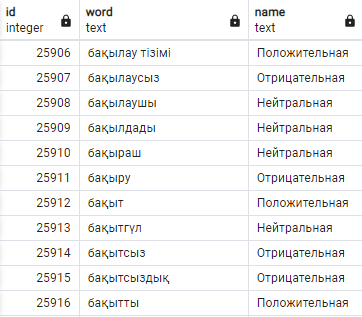 id word name
integer text text
25906 бақылау тізімі Положительная
25907 бақылаусыз Отрицательная
25908 бақылаушы Нейтральная
25909 бақылдады Нейтральная
25910 бақыраш Нейтральная
25911 бақыру Отрицательная
25912 бақыт Положительная
25913 бақытгүл Нейтральная
25914 бақытсыз Отрицательная
25915 бақытсыздық Отрицательная
25916 бақытты Положительная